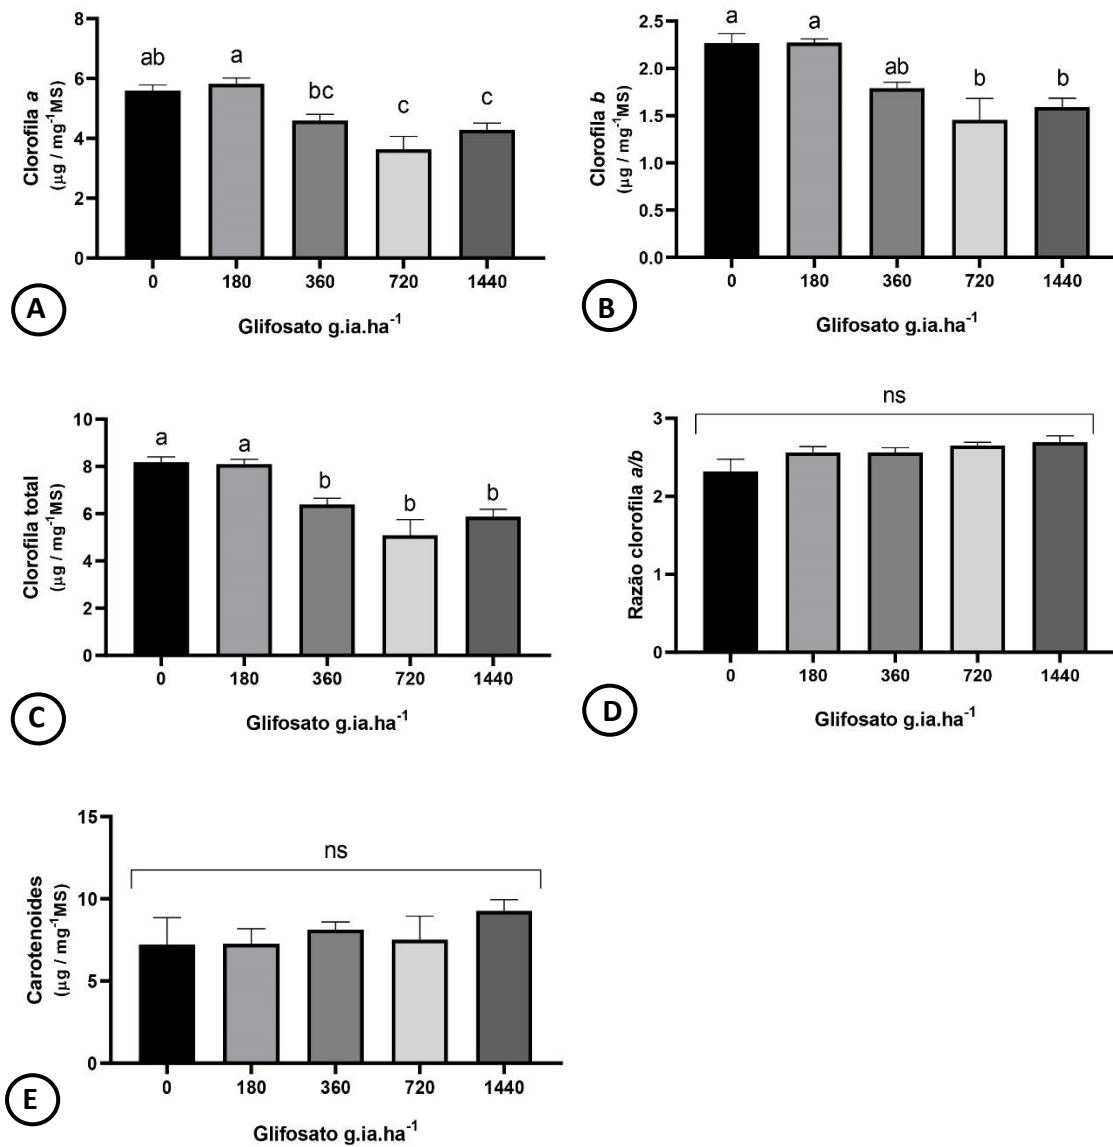 Clorofila a
(µg / mg⁻¹MS)
8
6
4
2
0
ab
a
bc
c
c
0 180 360 720 1440
Glifosato g.ia.ha⁻¹
A
Clorofila b
(µg / mg⁻¹MS)
2.5
2.0
1.5
1.0
0.5
0.0
a
a
ab
b
b
0 180 360 720 1440
Glifosato g.ia.ha⁻¹
B
Clorofila total
(µg / mg⁻¹MS)
10
8
6
4
2
0
a
a
b
b
b
0 180 360 720 1440
Glifosato g.ia.ha⁻¹
C
Razão clorofila a/b
3
2
1
0
ns
0 180 360 720 1440
Glifosato g.ia.ha⁻¹
D
Carotenoides
(µg / mg⁻¹MS)
15
10
5
0
ns
0 180 360 720 1440
Glifosato g.ia.ha⁻¹
E